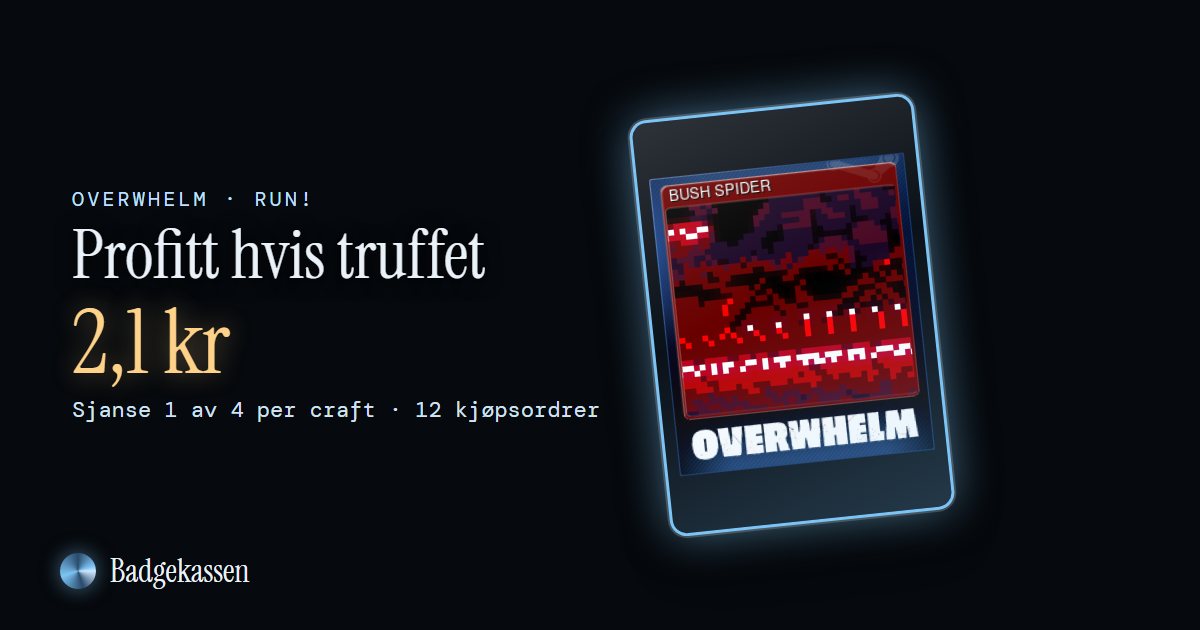 OVERWHELM · RUN!
Profitt hvis truffet
2,1 kr
Sjanse 1 av 4 per craft · 12 kjøpsordrer
BUSH SPIDER
OVERWHELM
Badgekassen